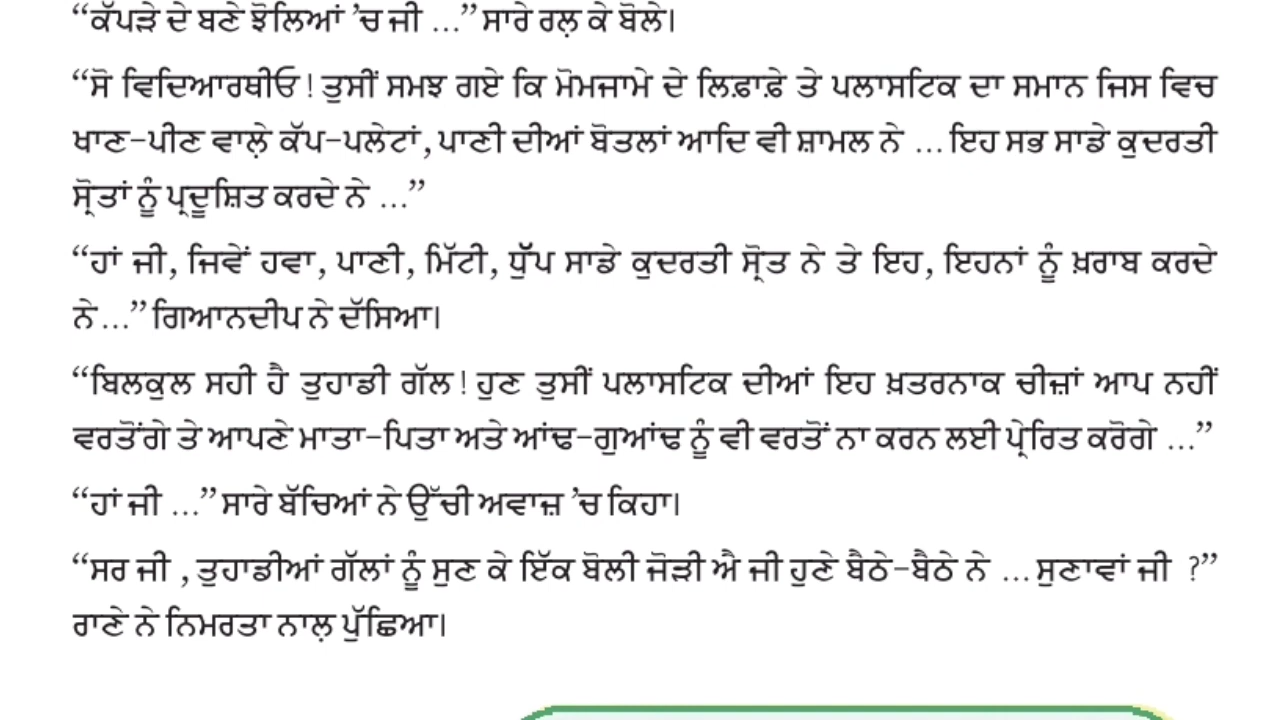 “ਕੱਪੜੇ ਦੇ ਬਣੇ ਝੋਲਿਆਂ ’ਚ ਜੀ ...” ਸਾਰੇ ਰਲ਼ ਕੇ ਬੋਲੇ।
“ਸੋ ਵਿਦਿਆਰਥੀਓ ! ਤੁਸੀਂ ਸਮਝ ਗਏ ਕਿ ਮੋਮਜਾਮੇ ਦੇ ਲਿਫ਼ਾਫ਼ੇ ਤੇ ਪਲਾਸਟਿਕ ਦਾ ਸਮਾਨ ਜਿਸ ਵਿਚ
ਖਾਣ-ਪੀਣ ਵਾਲ਼ੇ ਕੱਪ-ਪਲੇਟਾਂ, ਪਾਣੀ ਦੀਆਂ ਬੋਤਲਾਂ ਆਦਿ ਵੀ ਸ਼ਾਮਲ ਨੇ ... ਇਹ ਸਭ ਸਾਡੇ ਕੁਦਰਤੀ
ਸ੍ਰੋਤਾਂ ਨੂੰ ਪ੍ਰਦੂਸ਼ਿਤ ਕਰਦੇ ਨੇ ...”
“ਹਾਂ ਜੀ, ਜਿਵੇਂ ਹਵਾ, ਪਾਣੀ, ਮਿੱਟੀ, ਧੁੱਪ ਸਾਡੇ ਕੁਦਰਤੀ ਸ੍ਰੋਤ ਨੇ ਤੇ ਇਹ, ਇਹਨਾਂ ਨੂੰ ਖ਼ਰਾਬ ਕਰਦੇ
ਨੇ ...” ਗਿਆਨਦੀਪ ਨੇ ਦੱਸਿਆ।
“ਬਿਲਕੁਲ ਸਹੀ ਹੈ ਤੁਹਾਡੀ ਗੱਲ ! ਹੁਣ ਤੁਸੀਂ ਪਲਾਸਟਿਕ ਦੀਆਂ ਇਹ ਖ਼ਤਰਨਾਕ ਚੀਜ਼ਾਂ ਆਪ ਨਹੀਂ
ਵਰਤੋਂਗੇ ਤੇ ਆਪਣੇ ਮਾਤਾ-ਪਿਤਾ ਅਤੇ ਆਂਢ-ਗੁਆਂਢ ਨੂੰ ਵੀ ਵਰਤੋਂ ਨਾ ਕਰਨ ਲਈ ਪ੍ਰੇਰਿਤ ਕਰੋਗੇ ...”
“ਹਾਂ ਜੀ ...” ਸਾਰੇ ਬੱਚਿਆਂ ਨੇ ਉੱਚੀ ਅਵਾਜ਼ ’ਚ ਕਿਹਾ।
“ਸਰ ਜੀ , ਤੁਹਾਡੀਆਂ ਗੱਲਾਂ ਨੂੰ ਸੁਣ ਕੇ ਇੱਕ ਬੋਲੀ ਜੋੜੀ ਐ ਜੀ ਹੁਣੇ ਬੈਠੇ-ਬੈਠੇ ਨੇ ... ਸੁਣਾਵਾਂ ਜੀ ?”
ਰਾਣੇ ਨੇ ਨਿਮਰਤਾ ਨਾਲ਼ ਪੁੱਛਿਆ।